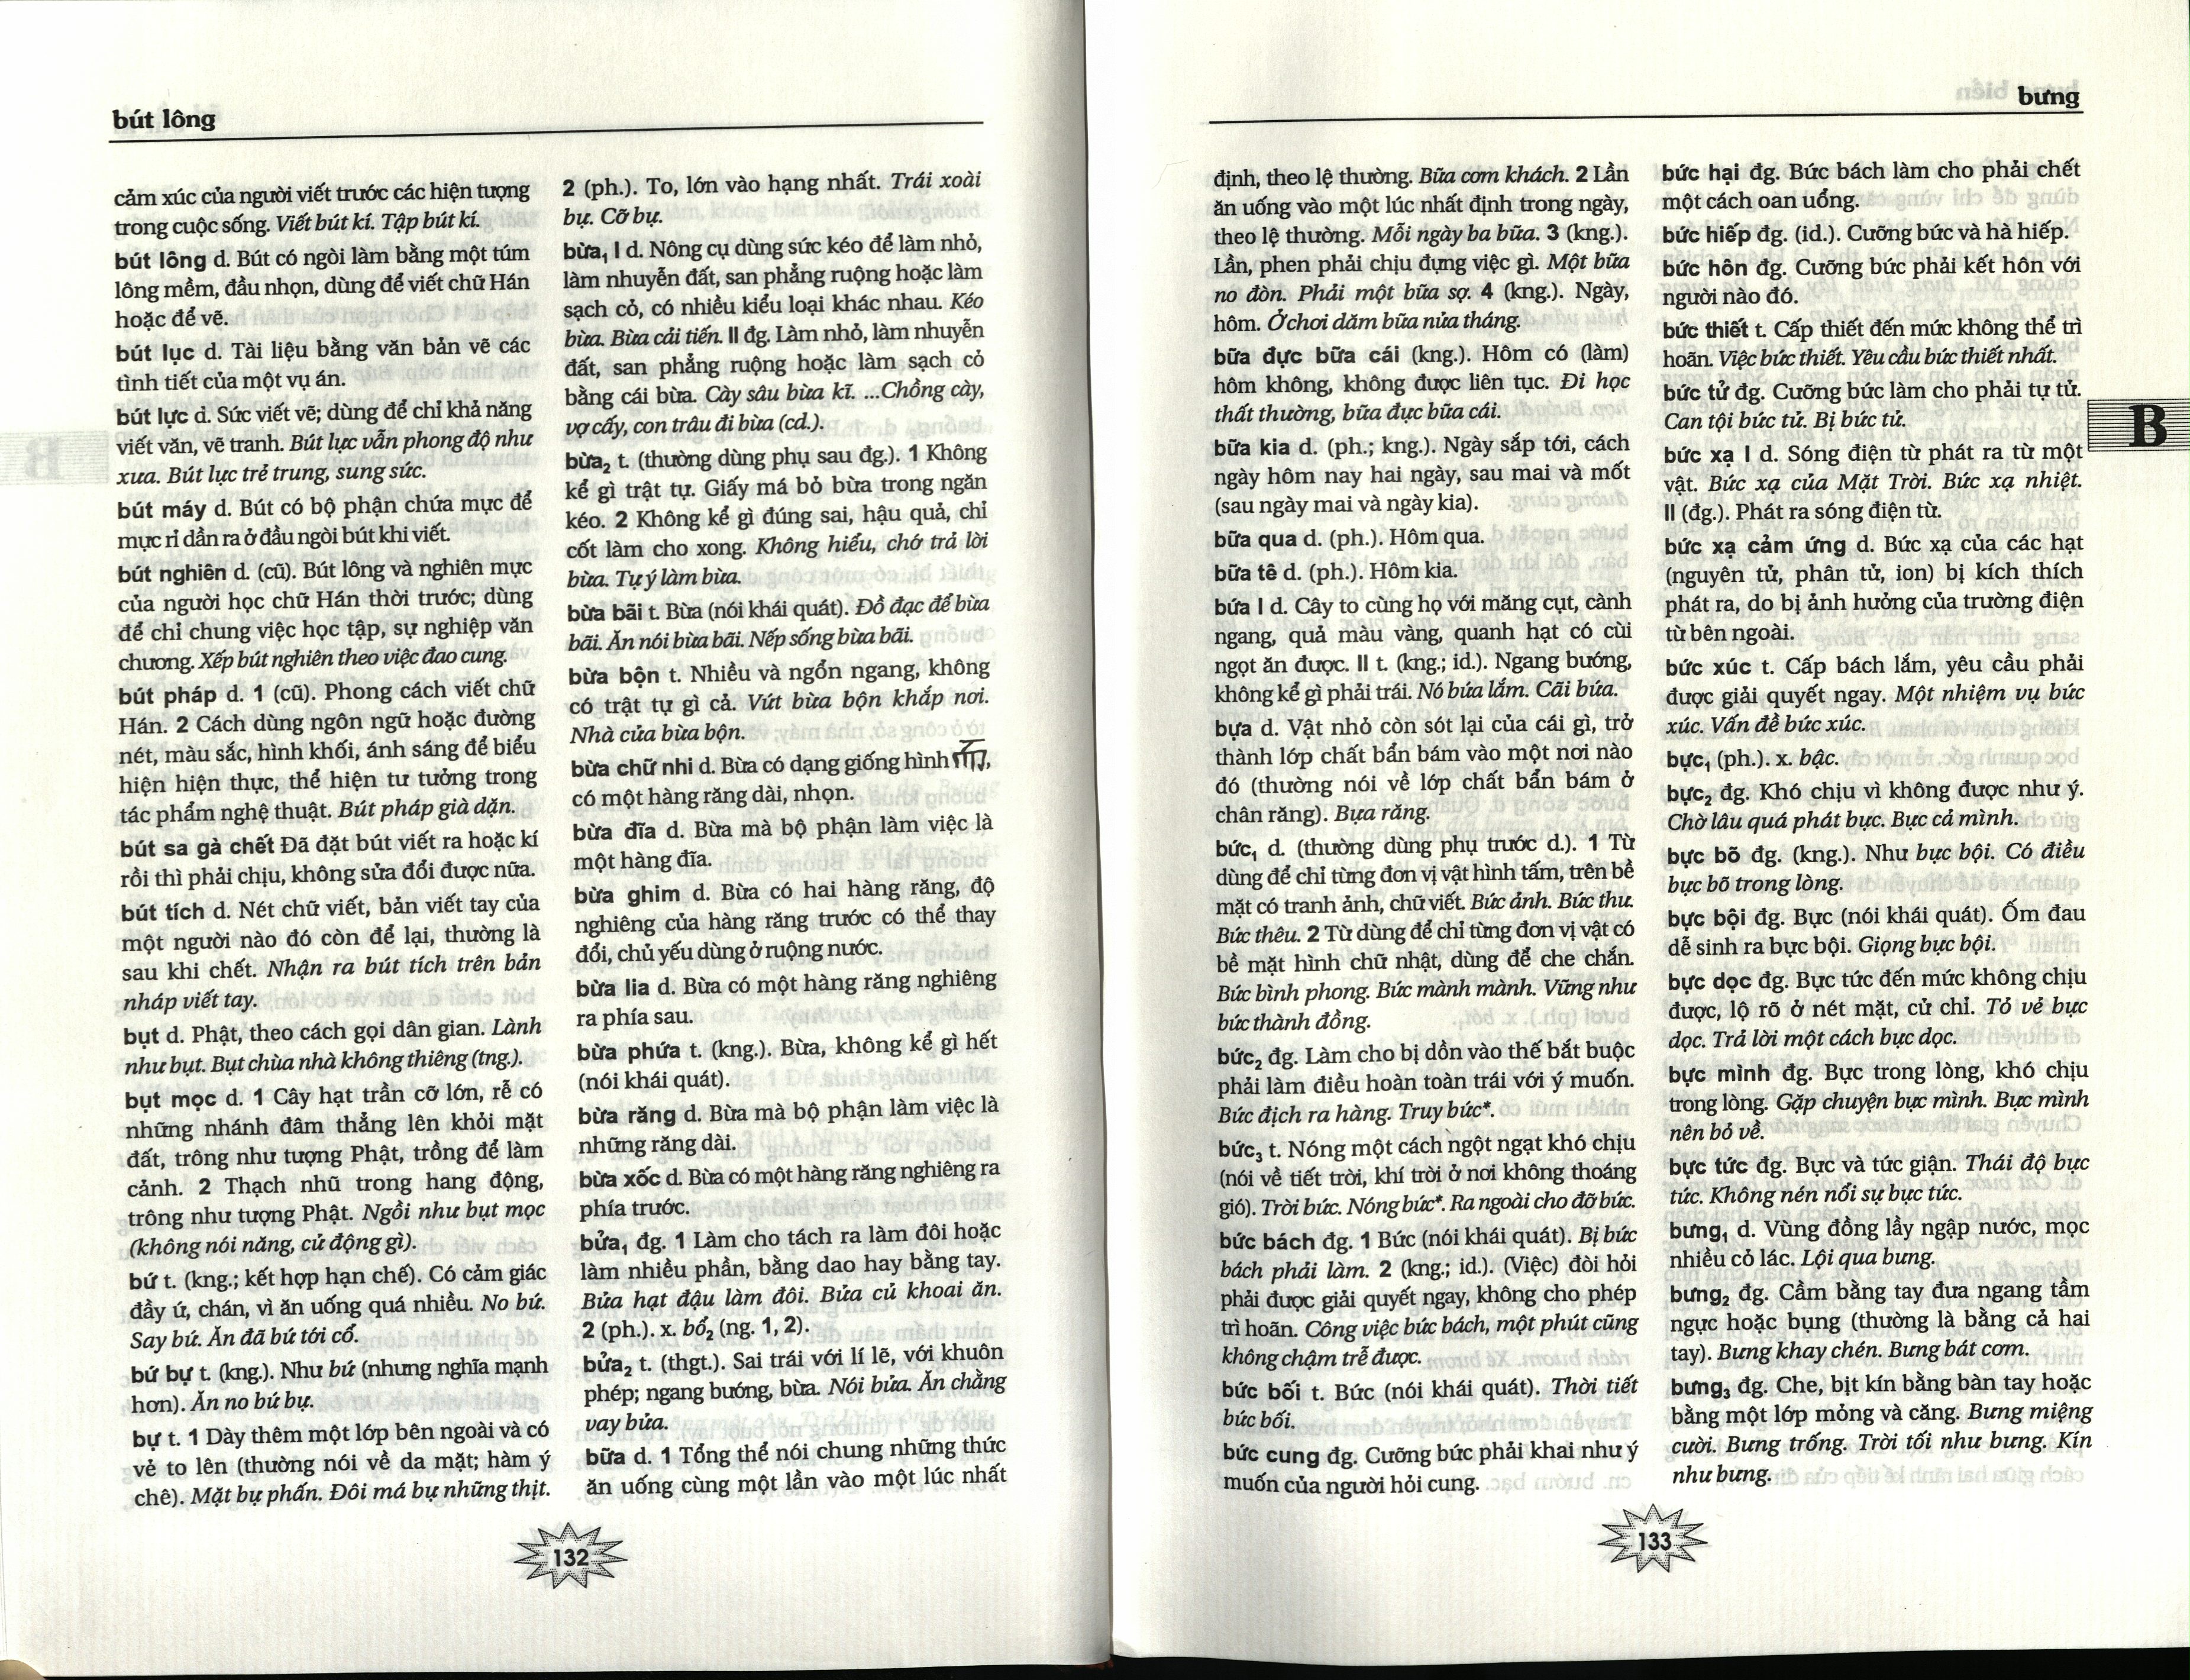 bút lông
cảm xúc của người viết trước các hiện tượng
trong cuộc sống. Viết bút kí. Tập bút kí.
bút lông d. Bút có ngòi làm bằng một túm
lông mềm, đầu nhọn, dùng để viết chữ Hán
hoặc để vẽ.
bút lục d. Tài liệu bằng văn bản về các
tình tiết của một vụ án.
bút lực d. Sức viết vẽ; dùng để chỉ khả năng
viết văn, vẽ tranh. Bút lực vẫn phong độ như
xưa. Bút lực trẻ trung, sung sức.
bút máy d. Bút có bộ phận chứa mực để
mực rỉ dần ra ở đầu ngòi bút khi viết.
bút nghiên d. (cũ). Bút lông và nghiên mực
của người học chữ Hán thời trước; dùng
để chỉ chung việc học tập, sự nghiệp văn
chương. Xếp bút nghiên theo việc đao cung.
bút pháp d. 1 (cũ). Phong cách viết chữ
Hán. 2 Cách dùng ngôn ngữ hoặc đường
nét, màu sắc, hình khối, ánh sáng để biểu
hiện hiện thực, thể hiện tư tưởng trong
tác phẩm nghệ thuật. Bút pháp già dặn.
bút sa gà chết Đã đặt bút viết ra hoặc kí
rồi thì phải chịu, không sửa đổi được nữa.
bút tích d. Nét chữ viết, bản viết tay của
một người nào đó còn để lại, thường là
sau khi chết. Nhận ra bút tích trên bản
nháp viết tay.
bụt d. Phật, theo cách gọi dân gian. Lành
như bụt. Bụt chùa nhà không thiêng (tng.).
bụt mọc d. 1 Cây hạt trần cỡ lớn, rễ có
những nhánh đâm thẳng lên khỏi mặt
đất, trông như tượng Phật, trồng để làm
cảnh. 2 Thạch nhũ trong hang động,
trông như tượng Phật. Ngồi như bụt mọc
(không nói năng, cử động gì).
bứ t. (kng.; kết hợp hạn chế). Có cảm giác
đầy ứ, chán, vì ăn uống quá nhiều. No bứ.
Say bứ. Ăn đã bứ tới cổ.
bứ bự t. (kng.). Như bứ (nhưng nghĩa mạnh
hơn). Ăn no bứ bự.
bự t. 1 Dày thêm một lớp bên ngoài và có
vẻ to lên (thường nói về da mặt; hàm ý
chê). Mặt bự phấn. Đôi má bự những thịt.
2 (ph.). To, lớn vào hạng nhất. Trái xoài
bự. Cỡ bự.
bừa₁ I d. Nông cụ dùng sức kéo để làm nhỏ,
làm nhuyễn đất, san phẳng ruộng hoặc làm
sạch cỏ, có nhiều kiểu loại khác nhau. Kéo
bừa. Bừa cải tiến. II đg. Làm nhỏ, làm nhuyễn
đất, san phẳng ruộng hoặc làm sạch cỏ
bằng cái bừa. Cày sâu bừa kĩ. ...Chồng cày,
vợ cấy, con trâu đi bừa (cd.).
bừa₂ t. (thường dùng phụ sau đg.). 1 Không
kể gì trật tự. Giấy má bỏ bừa trong ngăn
kéo. 2 Không kể gì đúng sai, hậu quả, chỉ
cốt làm cho xong. Không hiểu, chớ trả lời
bừa. Tự ý làm bừa.
bừa bãi t. Bừa (nói khái quát). Đồ đạc để bừa
bãi. Ăn nói bừa bãi. Nếp sống bừa bãi.
bừa bộn t. Nhiều và ngổn ngang, không
có trật tự gì cả. Vứt bừa bộn khắp nơi.
Nhà cửa bừa bộn.
bừa chữ nhi d. Bừa có dạng giống hình 而,
có một hàng răng dài, nhọn.
bừa đĩa d. Bừa mà bộ phận làm việc là
một hàng đĩa.
bừa ghim d. Bừa có hai hàng răng, độ
nghiêng của hàng răng trước có thể thay
đổi, chủ yếu dùng ở ruộng nước.
bừa lia d. Bừa có một hàng răng nghiêng
ra phía sau.
bừa phứa t. (kng.). Bừa, không kể gì hết
(nói khái quát).
bừa răng d. Bừa mà bộ phận làm việc là
những răng dài.
bừa xốc d. Bừa có một hàng răng nghiêng ra
phía trước.
bửa₁ đg. 1 Làm cho tách ra làm đôi hoặc
làm nhiều phần, bằng dao hay bằng tay.
Bửa hạt đậu làm đôi. Bửa củ khoai ăn.
2 (ph.). x. bổ₂ (ng. 1, 2).
bửa₂ t. (thgt.). Sai trái với lí lẽ, với khuôn
phép; ngang bướng, bừa. Nói bửa. Ăn chằng
vay bửa.
bữa d. 1 Tổng thể nói chung những thức
ăn uống cùng một lần vào một lúc nhất
132
bưng
định, theo lệ thường. Bữa cơm khách. 2 Lần
ăn uống vào một lúc nhất định trong ngày,
theo lệ thường. Mỗi ngày ba bữa. 3 (kng.).
Lần, phen phải chịu đựng việc gì. Một bữa
no đòn. Phải một bữa sợ. 4 (kng.). Ngày,
hôm. Ở chơi dăm bữa nửa tháng.
bữa đực bữa cái (kng.). Hôm có (làm)
hôm không, không được liên tục. Đi học
thất thường, bữa đực bữa cái.
bữa kia d. (ph.; kng.). Ngày sắp tới, cách
ngày hôm nay hai ngày, sau mai và mốt
(sau ngày mai và ngày kia).
bữa qua d. (ph.). Hôm qua.
bữa tê d. (ph.). Hôm kia.
bứa I d. Cây to cùng họ với măng cụt, cành
ngang, quả màu vàng, quanh hạt có cùi
ngọt ăn được. II t. (kng.; id.). Ngang bướng,
không kể gì phải trái. Nó bứa lắm. Cãi bứa.
bựa d. Vật nhỏ còn sót lại của cái gì, trở
thành lớp chất bẩn bám vào một nơi nào
đó (thường nói về lớp chất bẩn bám ở
chân răng). Bựa răng.
bức₁ d. (thường dùng phụ trước d.). 1 Từ
dùng để chỉ từng đơn vị vật hình tấm, trên bề
mặt có tranh ảnh, chữ viết. Bức ảnh. Bức thư.
Bức thêu. 2 Từ dùng để chỉ từng đơn vị vật có
bề mặt hình chữ nhật, dùng để che chắn.
Bức bình phong. Bức mành mành. Vững như
bức thành đồng.
bức₂ đg. Làm cho bị dồn vào thế bắt buộc
phải làm điều hoàn toàn trái với ý muốn.
Bức địch ra hàng. Truy bức*.
bức₃ t. Nóng một cách ngột ngạt khó chịu
(nói về tiết trời, khí trời ở nơi không thoáng
gió). Trời bức. Nóng bức*. Ra ngoài cho đỡ bức.
bức bách đg. 1 Bức (nói khái quát). Bị bức
bách phải làm. 2 (kng.; id.). (Việc) đòi hỏi
phải được giải quyết ngay, không cho phép
trì hoãn. Công việc bức bách, một phút cũng
không chậm trễ được.
bức bối t. Bức (nói khái quát). Thời tiết
bức bối.
bức cung đg. Cưỡng bức phải khai như ý
muốn của người hỏi cung.
bức hại đg. Bức bách làm cho phải chết
một cách oan uổng.
bức hiếp đg. (id.). Cưỡng bức và hà hiếp.
bức hôn đg. Cưỡng bức phải kết hôn với
người nào đó.
bức thiết t. Cấp thiết đến mức không thể trì
hoãn. Việc bức thiết. Yêu cầu bức thiết nhất.
bức tử đg. Cưỡng bức làm cho phải tự tử.
Can tội bức tử. Bị bức tử.
bức xạ I d. Sóng điện từ phát ra từ một
vật. Bức xạ của Mặt Trời. Bức xạ nhiệt.
II (đg.). Phát ra sóng điện từ.
bức xạ cảm ứng d. Bức xạ của các hạt
(nguyên tử, phân tử, ion) bị kích thích
phát ra, do bị ảnh hưởng của trường điện
từ bên ngoài.
bức xúc t. Cấp bách lắm, yêu cầu phải
được giải quyết ngay. Một nhiệm vụ bức
xúc. Vấn đề bức xúc.
bực₁ (ph.). x. bậc.
bực₂ đg. Khó chịu vì không được như ý.
Chờ lâu quá phát bực. Bực cả mình.
bực bõ đg. (kng.). Như bực bội. Có điều
bực bõ trong lòng.
bực bội đg. Bực (nói khái quát). Ốm đau
dễ sinh ra bực bội. Giọng bực bội.
bực dọc đg. Bực tức đến mức không chịu
được, lộ rõ ở nét mặt, cử chỉ. Tỏ vẻ bực
dọc. Trả lời một cách bực dọc.
bực mình đg. Bực trong lòng, khó chịu
trong lòng. Gặp chuyện bực mình. Bực mình
nên bỏ về.
bực tức đg. Bực và tức giận. Thái độ bực
tức. Không nén nổi sự bực tức.
bưng₁ d. Vùng đồng lầy ngập nước, mọc
nhiều cỏ lác. Lội qua bưng.
bưng₂ đg. Cầm bằng tay đưa ngang tầm
ngực hoặc bụng (thường là bằng cả hai
tay). Bưng khay chén. Bưng bát cơm.
bưng₃ đg. Che, bịt kín bằng bàn tay hoặc
bằng một lớp mỏng và căng. Bưng miệng
cười. Bưng trống. Trời tối như bưng. Kín
như bưng.
B
133